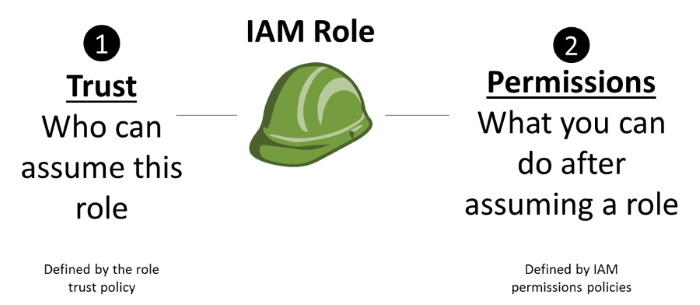 IAM Role
1
Trust
Who can
assume this
role
Defined by the role
trust policy
2
Permissions
What you can
do after
assuming a role
Defined by IAM
permissions policies